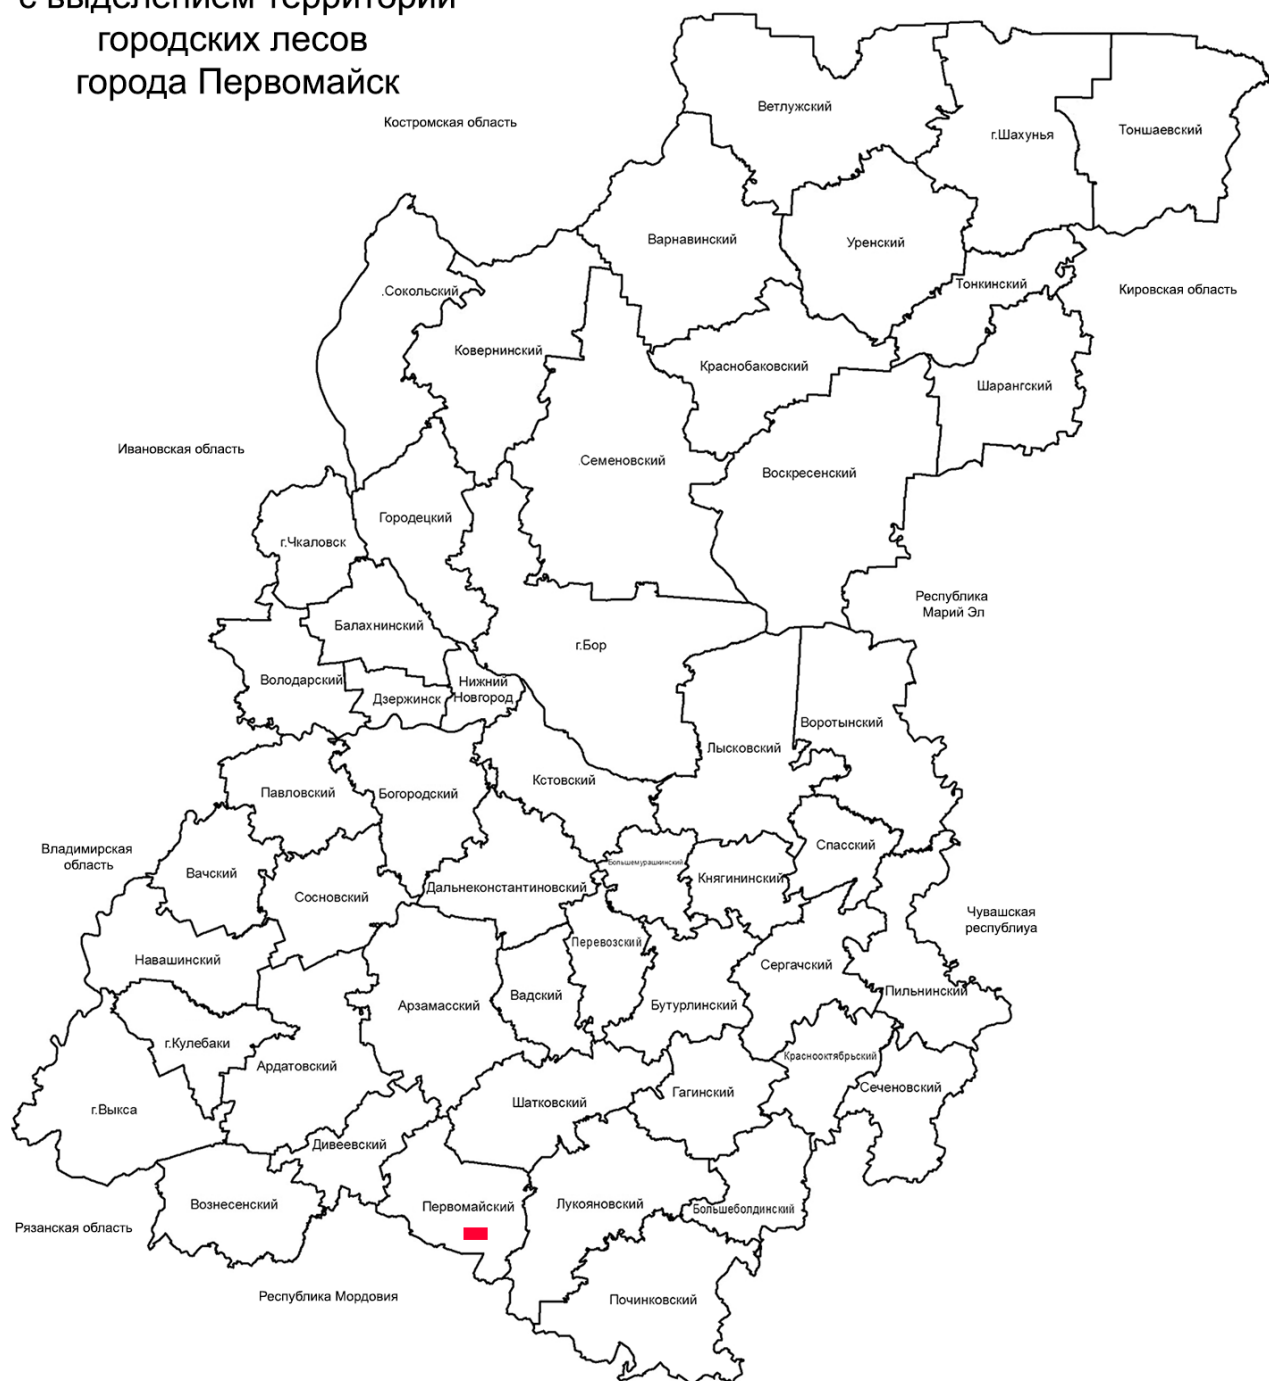 с выделением территории
городских лесов
города Первомайск
Костромская область
Ветлужский
г.Шахунья
Тоншаевский
Варнавинский
Уренский
Тонкинский
Кировская область
.Сокольский
Ковернинский
Краснобаковский
Шарангский
Ивановская область
Семеновский
Воскресенский
Городецкий
г.Чкаловск
Республика
Марий Эл
Балахнинский
г.Бор
Володарский
Нижний
Новгород
Дзержинск
Воротынский
Лысковский
Кстовский
Павловский
Богородский
Владимирская
область
Спасский
Большемурашкинский
Вачский
Княгининский
Дальнеконстантиновский
Сосновский
Чувашская
республиуа
Перевозский
Навашинский
Сергачский
Пильнинский
Вадский
Арзамасский
Бутурлинский
г.Кулебаки
Краснооктябрьский
Ардатовский
Сеченовский
Гагинский
Шатковский
г.Выкса
Дивеевский
Вознесенский
Первомайский
Лукояновский
Большеболдинский
Рязанская область
Республика Мордовия
Починковский